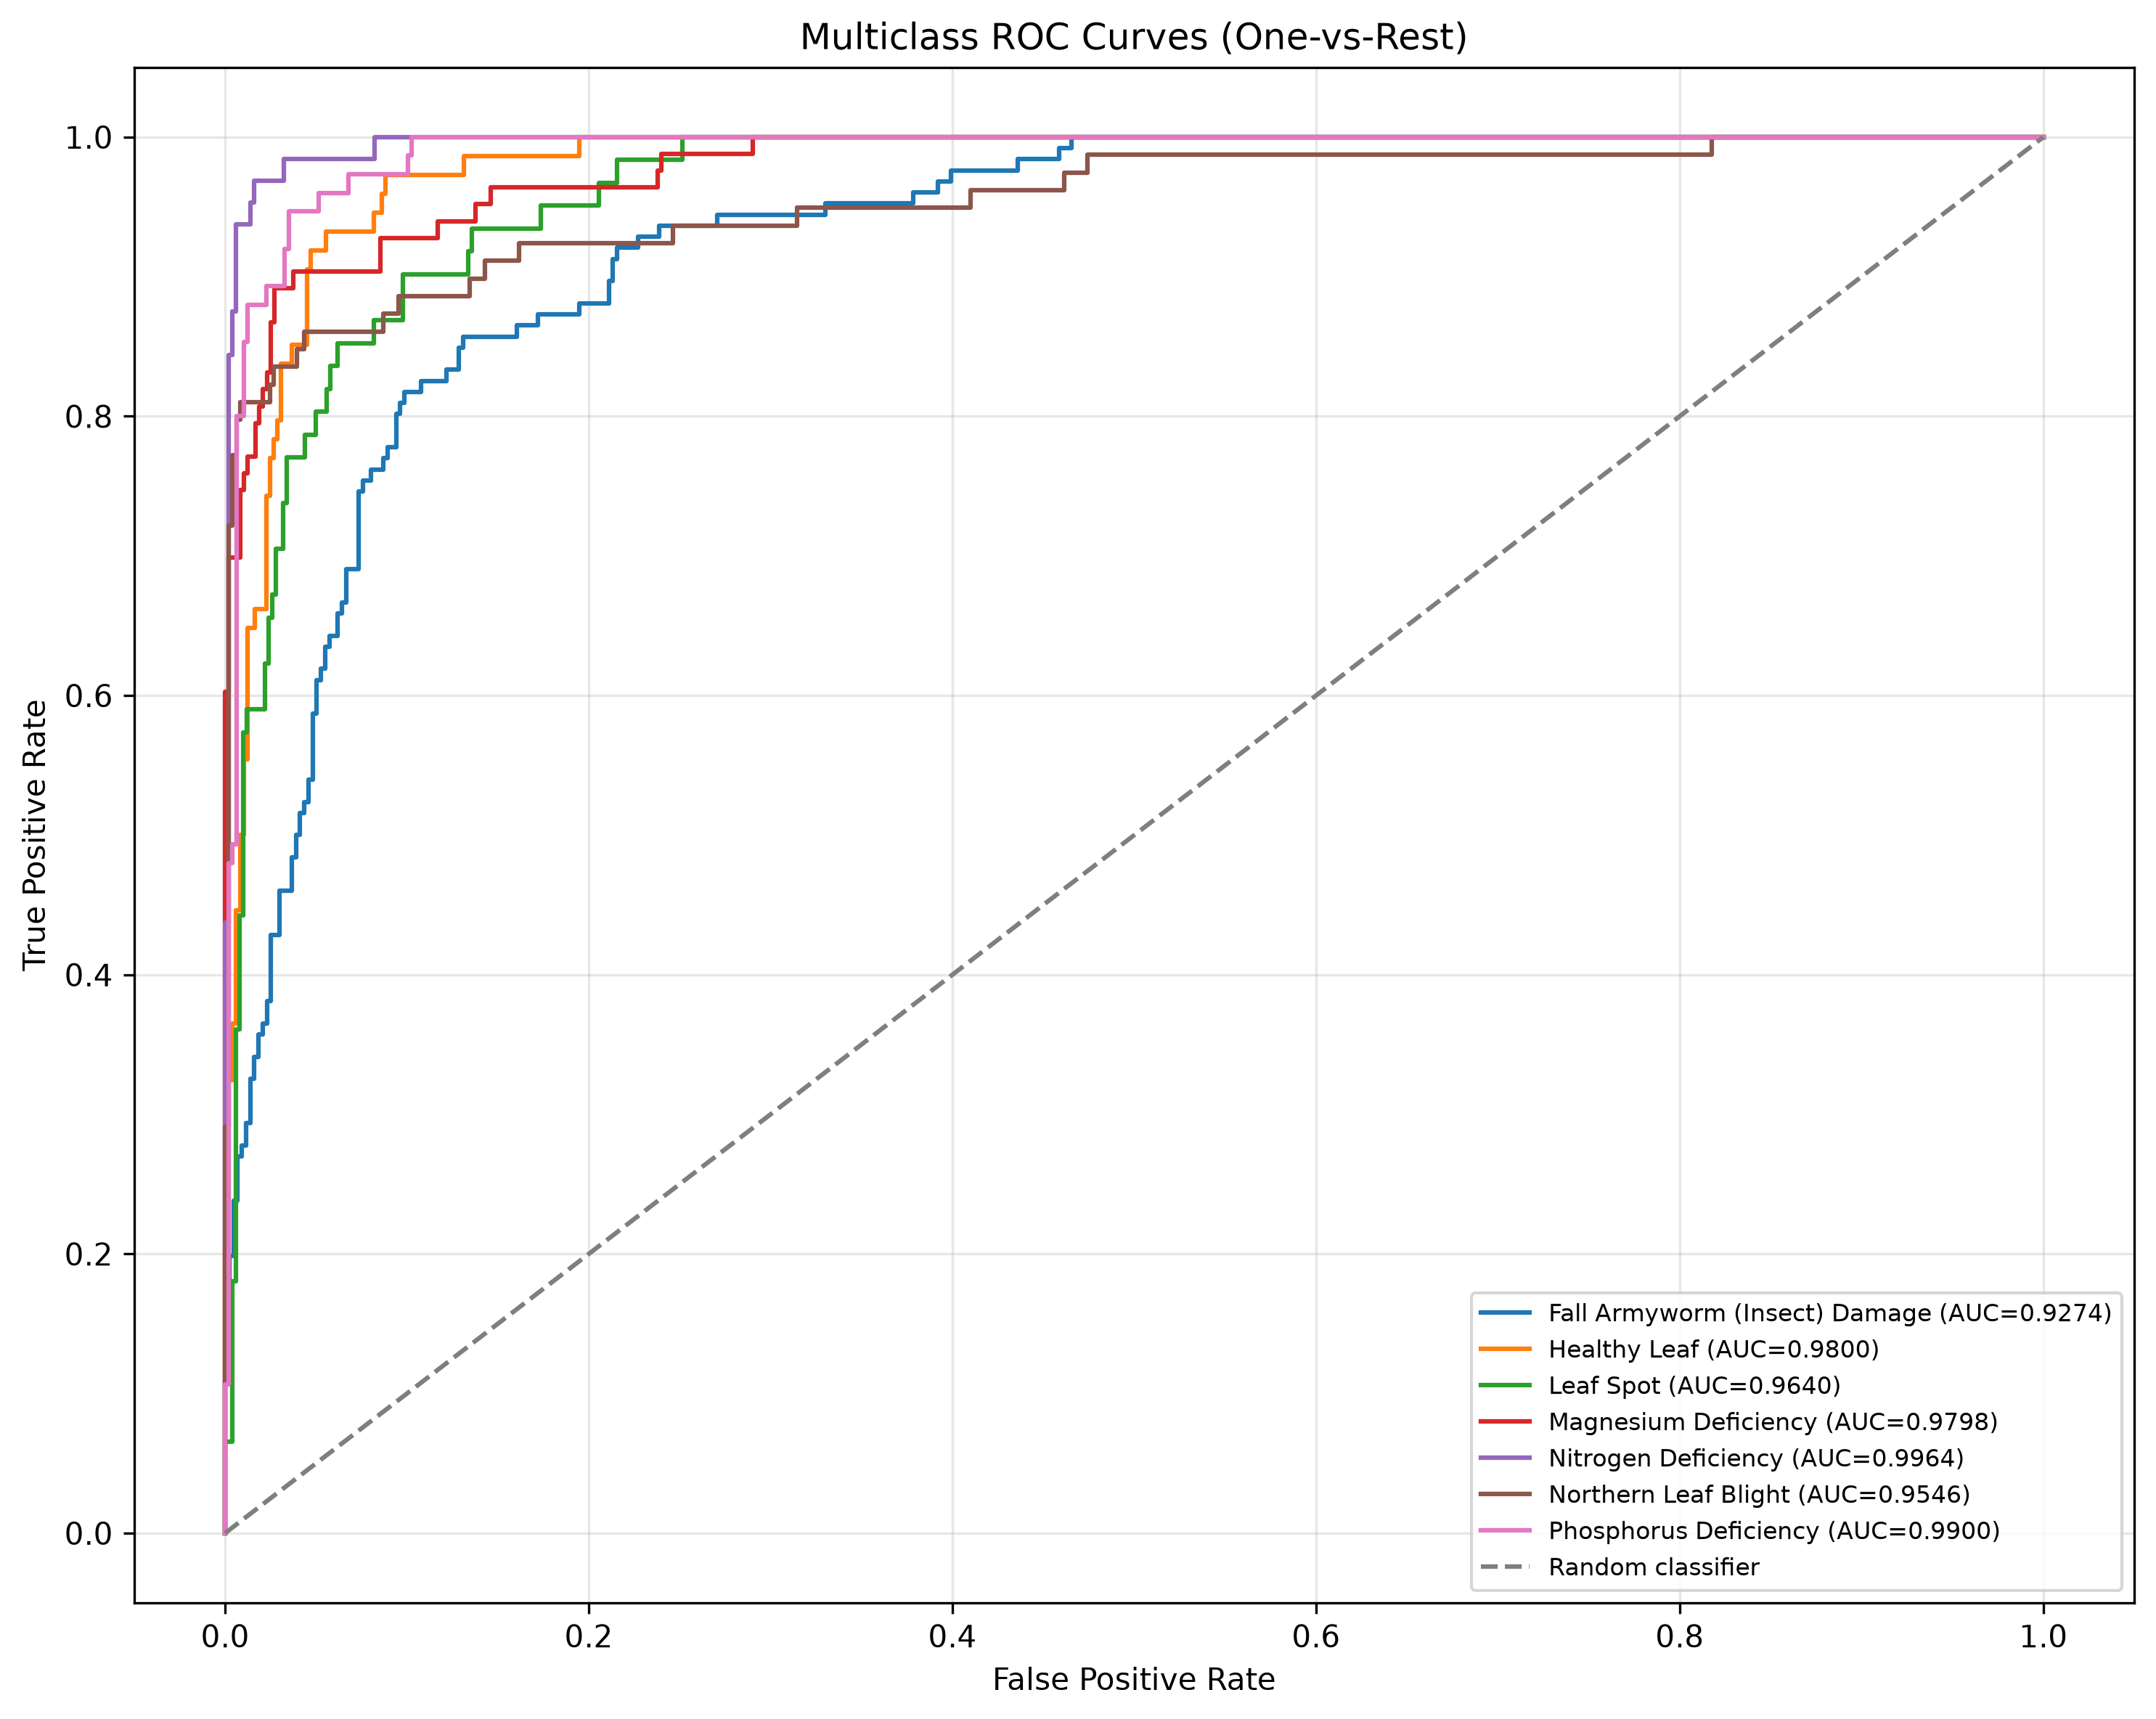 Multiclass ROC Curves (One-vs-Rest)
True Positive Rate
1.0
0.8
0.6
0.4
0.2
0.0
Fall Armyworm (Insect) Damage (AUC=0.9274)
Healthy Leaf (AUC=0.9800)
Leaf Spot (AUC=0.9640)
Magnesium Deficiency (AUC=0.9798)
Nitrogen Deficiency (AUC=0.9964)
Northern Leaf Blight (AUC=0.9546)
Phosphorus Deficiency (AUC=0.9900)
Random classifier
0.0 0.2 0.4 0.6 0.8 1.0
False Positive Rate